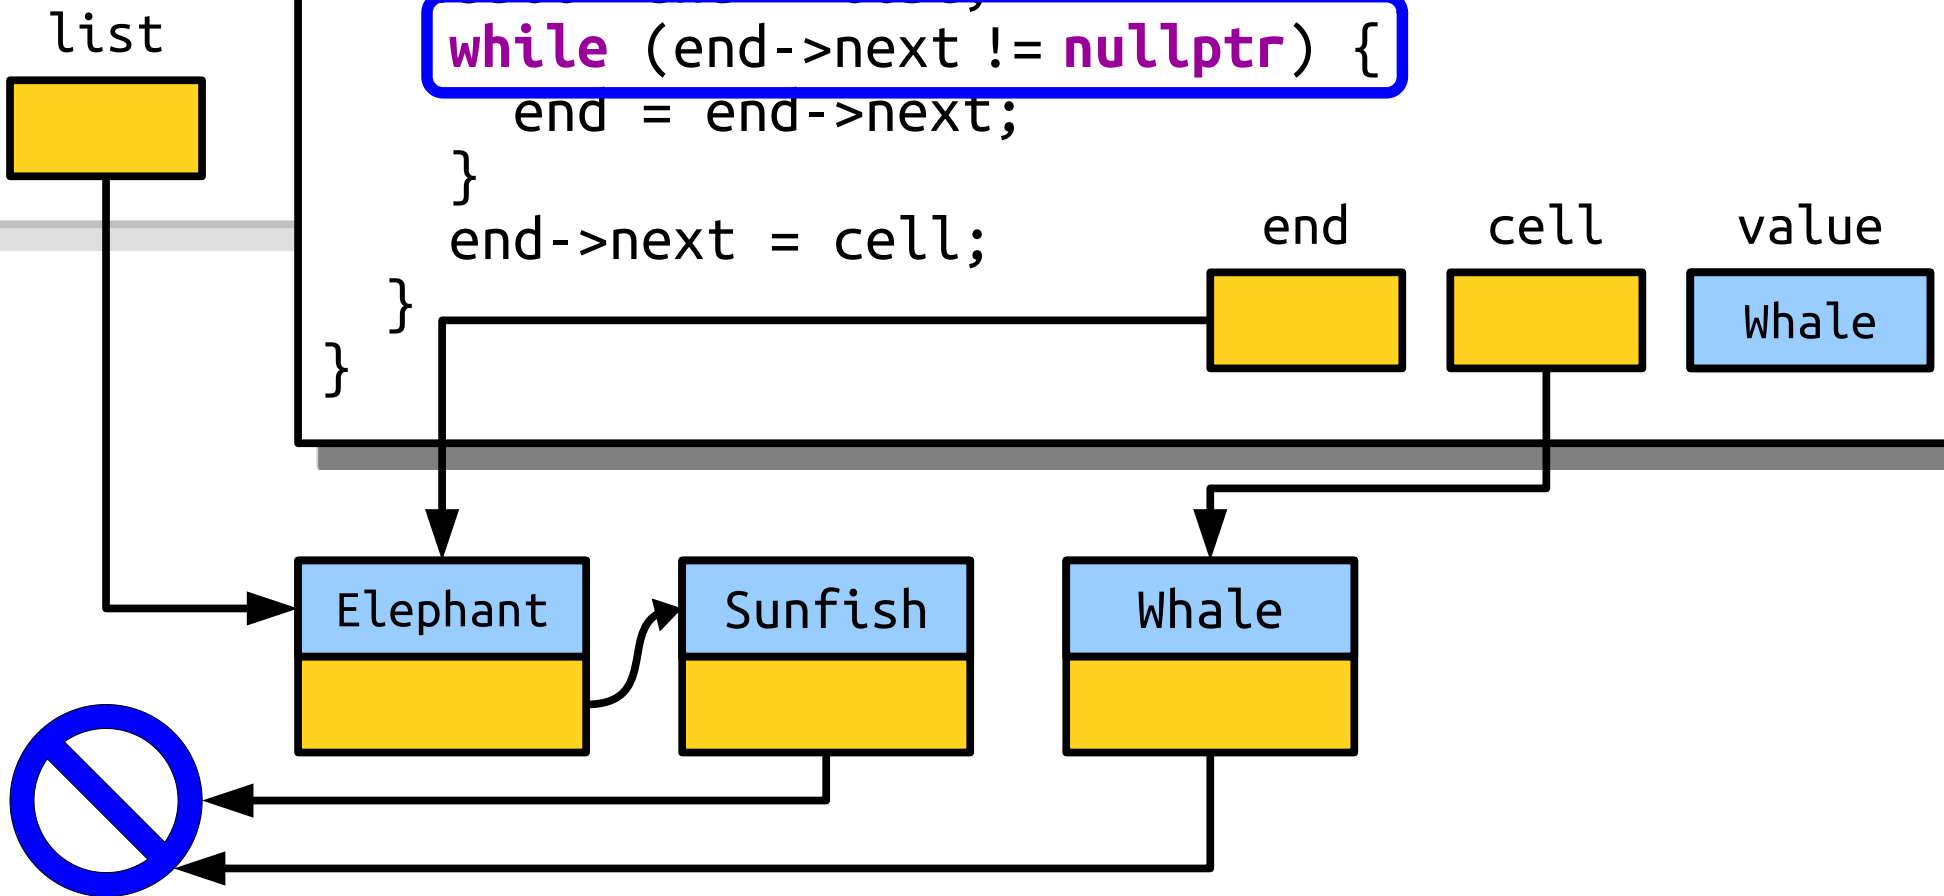 list
while (end->next != nullptr) {
end = end->next;
}
end->next = cell;
}
}
end cell value
Whale
Elephant Sunfish Whale